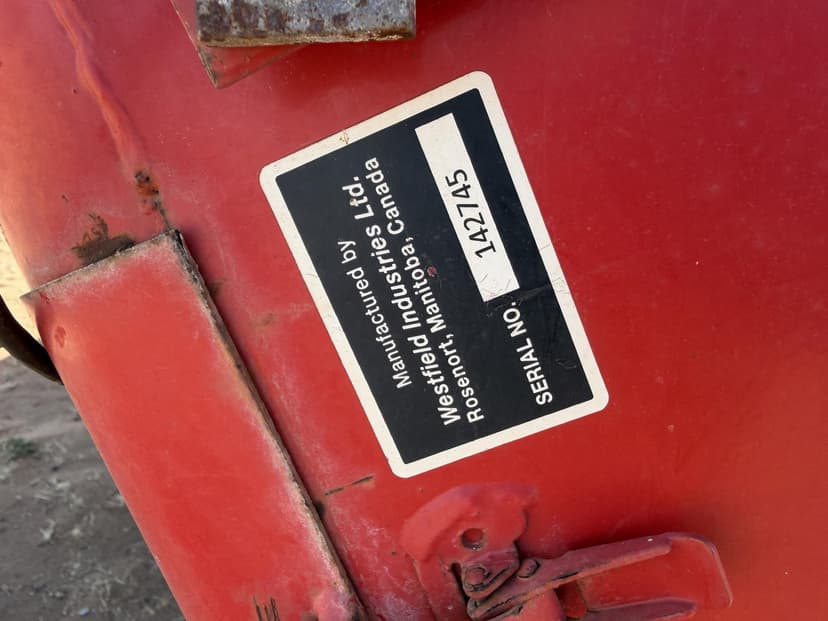 Manufactured by
Westfield Industries Ltd.
Rosenort, Manitoba, Canada
SERIAL NO. 142745